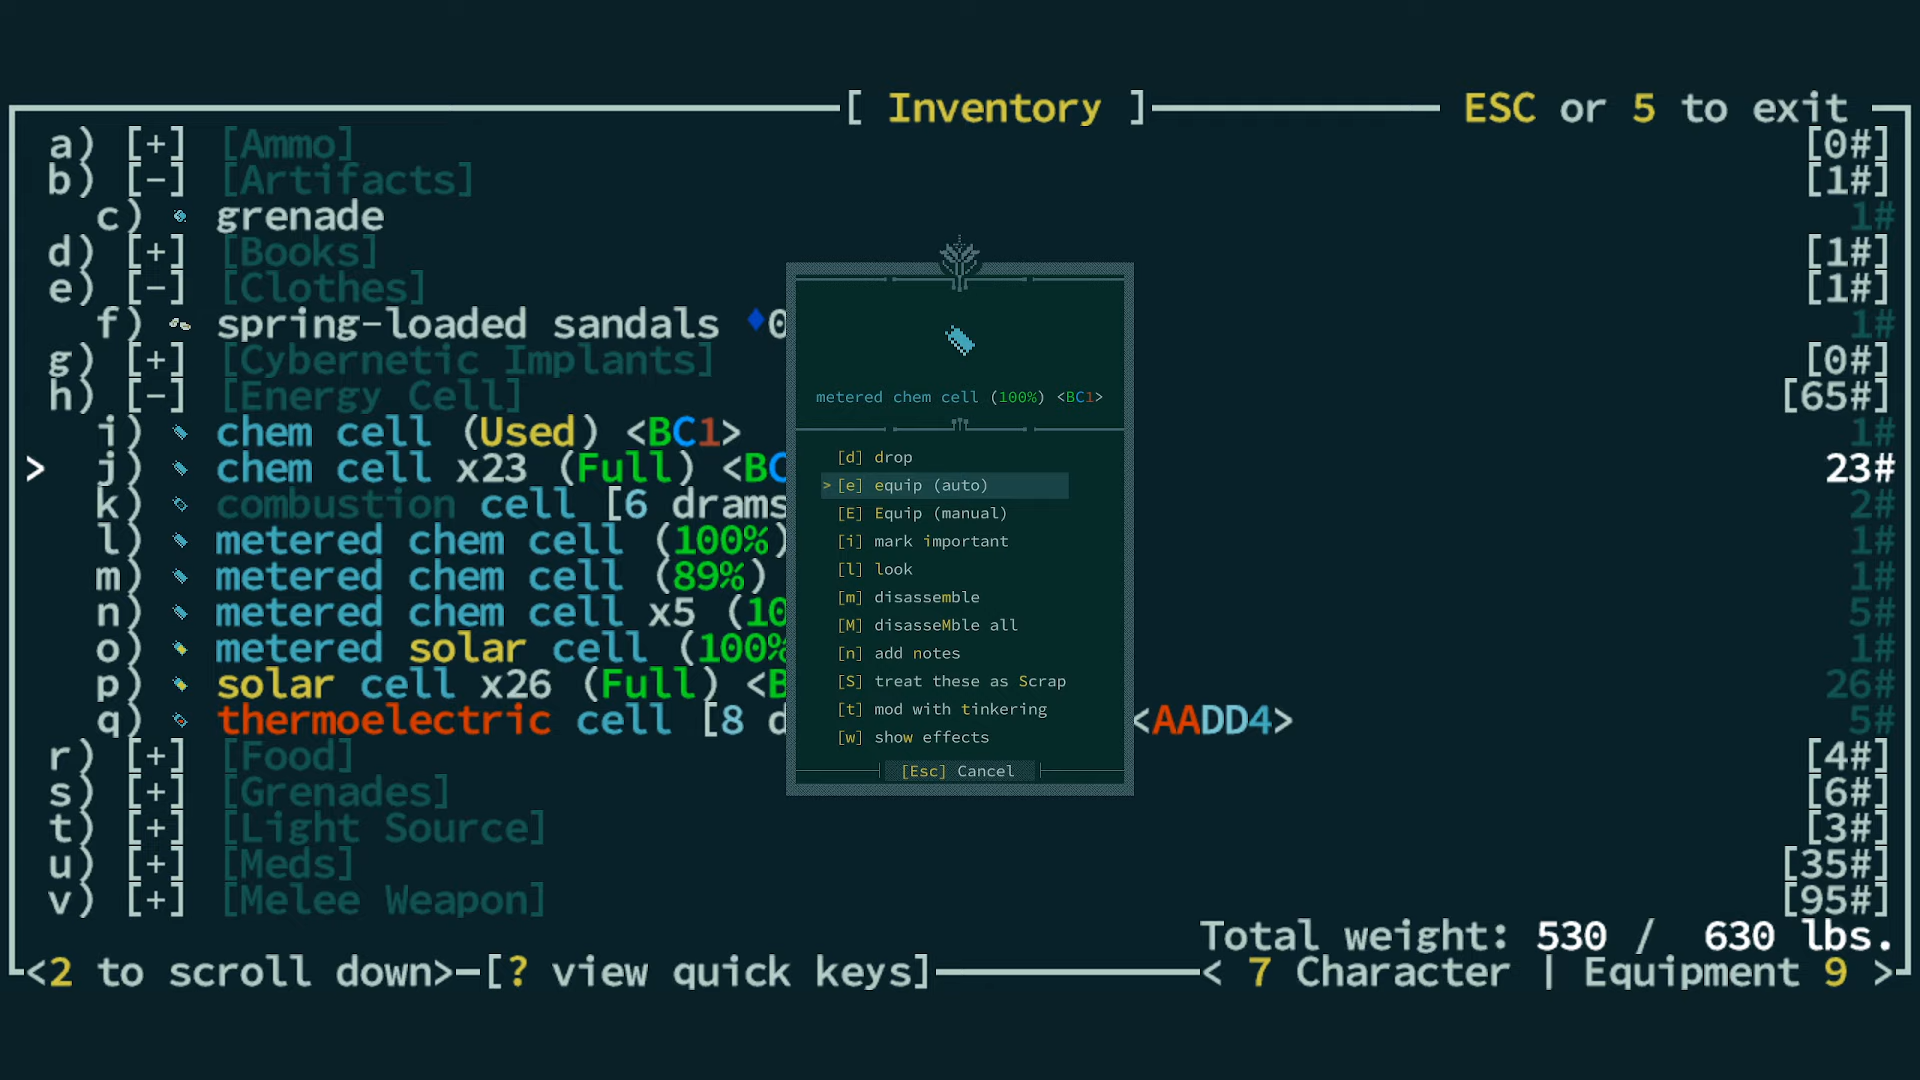 [ Inventory ] ESC or 5 to exit
a) [+] [Ammo] [0#]
b) [-] [Artifacts] [1#]
c) grenade 1#
d) [+] [Books] [1#]
e) [-] [Clothes] [1#]
f) spring-loaded sandals ♦0 1#
g) [+] [Cybernetic Implants] [0#]
h) [-] [Energy Cell] [65#]
i) chem cell (Used) <BC1> 1#
> j) chem cell x23 (Full) <BC 23#
k) combustion cell [6 drams 2#
l) metered chem cell (100%) 1#
m) metered chem cell (89%) 1#
n) metered chem cell x5 (10 5#
o) metered solar cell (100% 1#
p) solar cell x26 (Full) <B 26#
q) thermoelectric cell [8 d <AADD4> 5#
r) [+] [Food] [4#]
s) [+] [Grenades] [6#]
t) [+] [Light Source] [3#]
u) [+] [Meds] [35#]
v) [+] [Melee Weapon] [95#]
Total weight: 530 / 630 lbs.
<2 to scroll down> [? view quick keys] < 7 Character | Equipment 9 >
metered chem cell (100%) <BC1>
[d] drop
> [e] equip (auto)
[E] Equip (manual)
[i] mark important
[l] look
[m] disassemble
[M] disasseMble all
[n] add notes
[S] treat these as Scrap
[t] mod with tinkering
[w] show effects
[Esc] Cancel